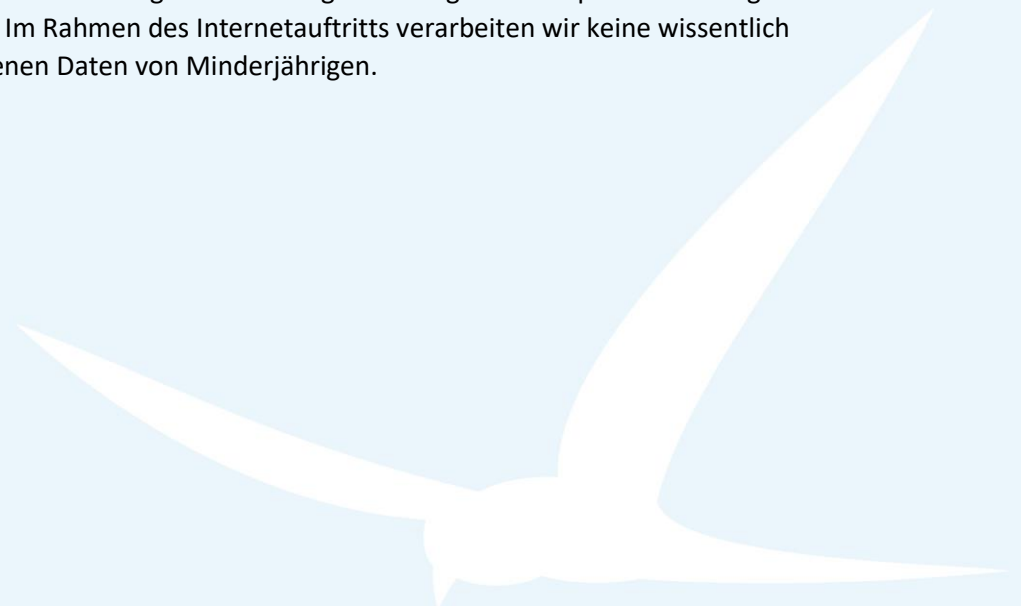 Im Rahmen des Internetauftritts verarbeiten wir keine wissentlich
enen Daten von Minderjährigen.